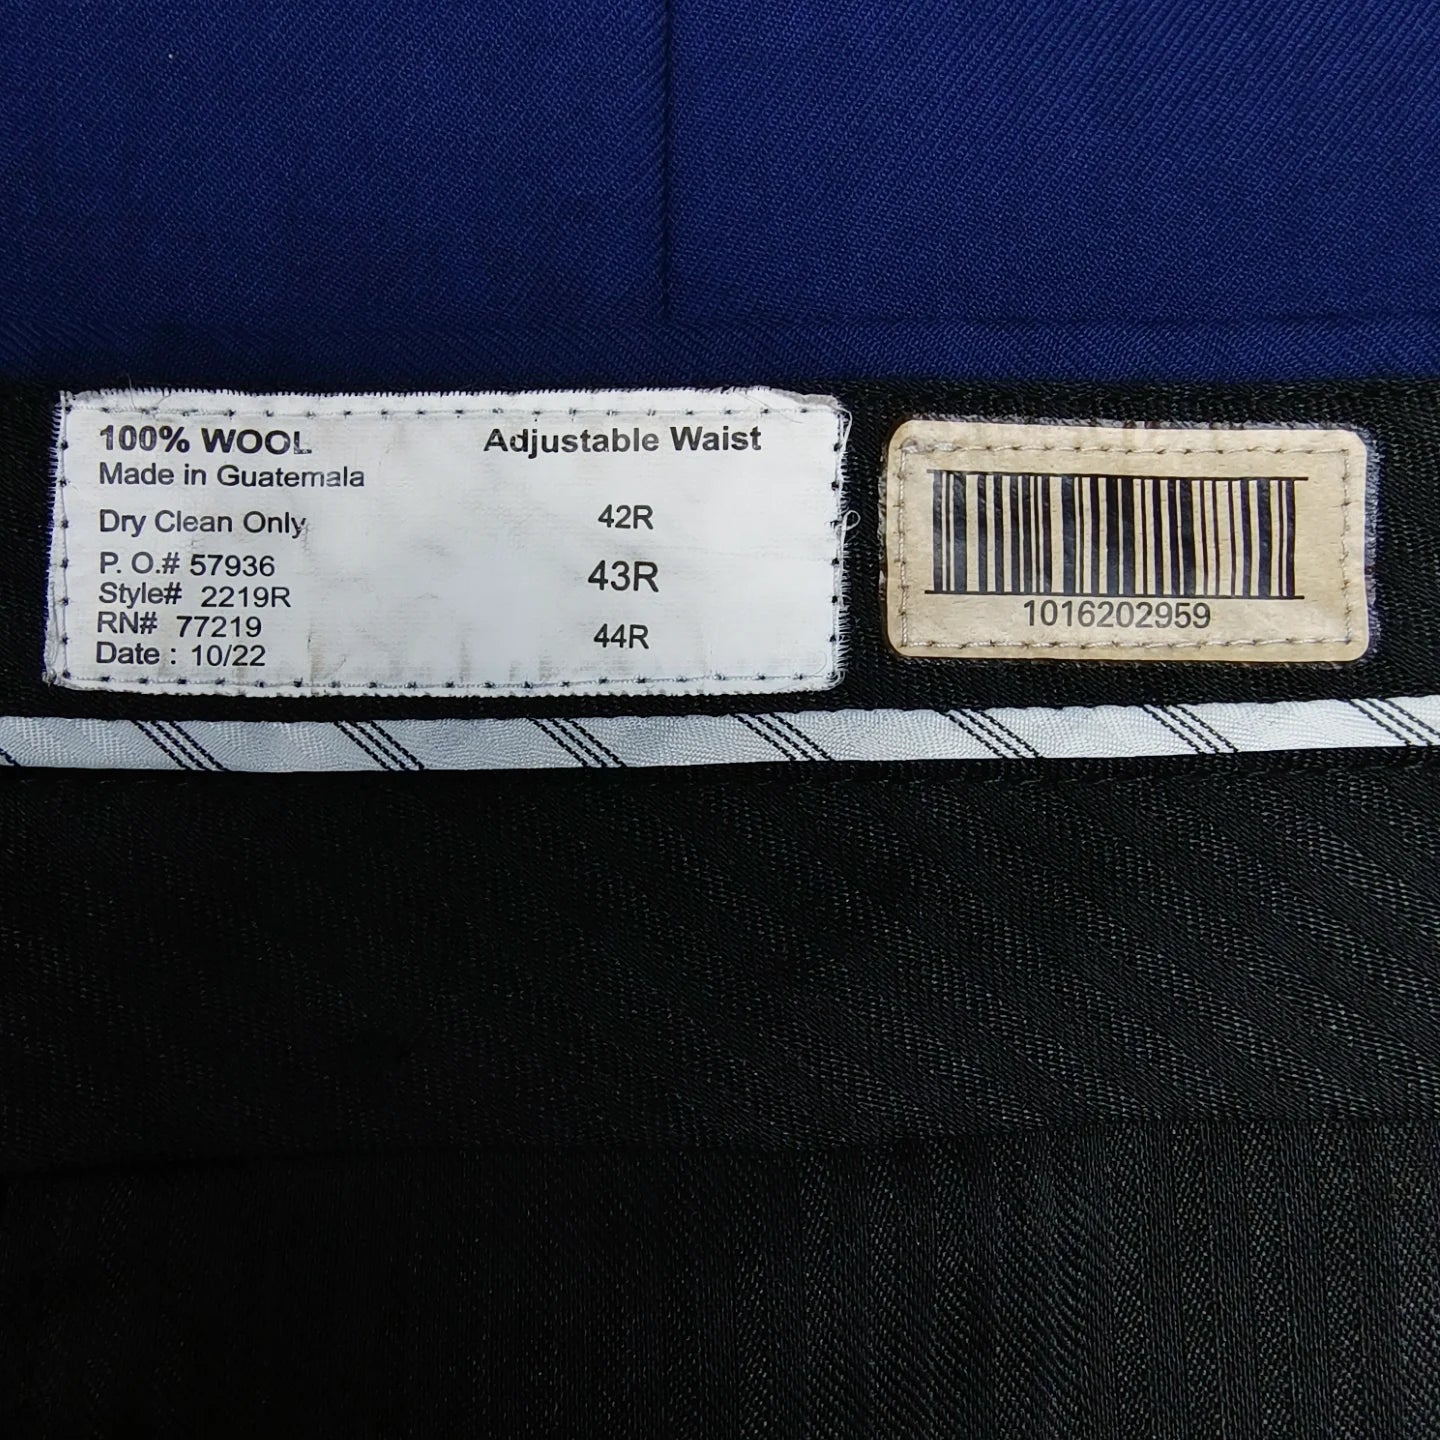 100% WOOL
Made in Guatemala
Dry Clean Only
P. O.# 57936
Style# 2219R
RN# 77219
Date : 10/22
Adjustable Waist
42R
43R
44R
1016202959